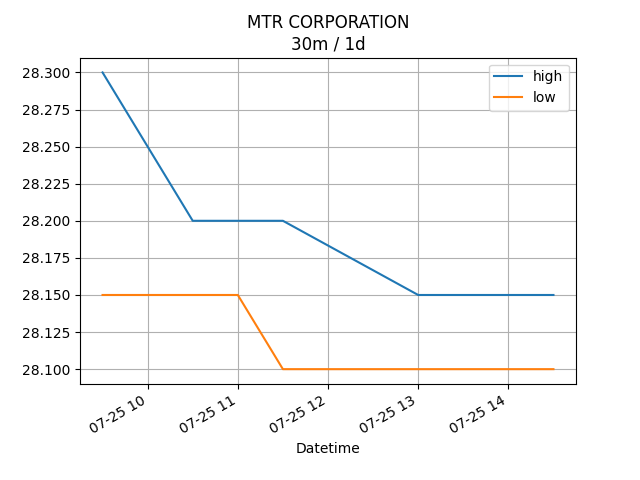 MTR CORPORATION
30m / 1d
high
low
28.300
28.275
28.250
28.225
28.200
28.175
28.150
28.125
28.100
07-25 10
07-25 11
07-25 12
07-25 13
07-25 14
Datetime